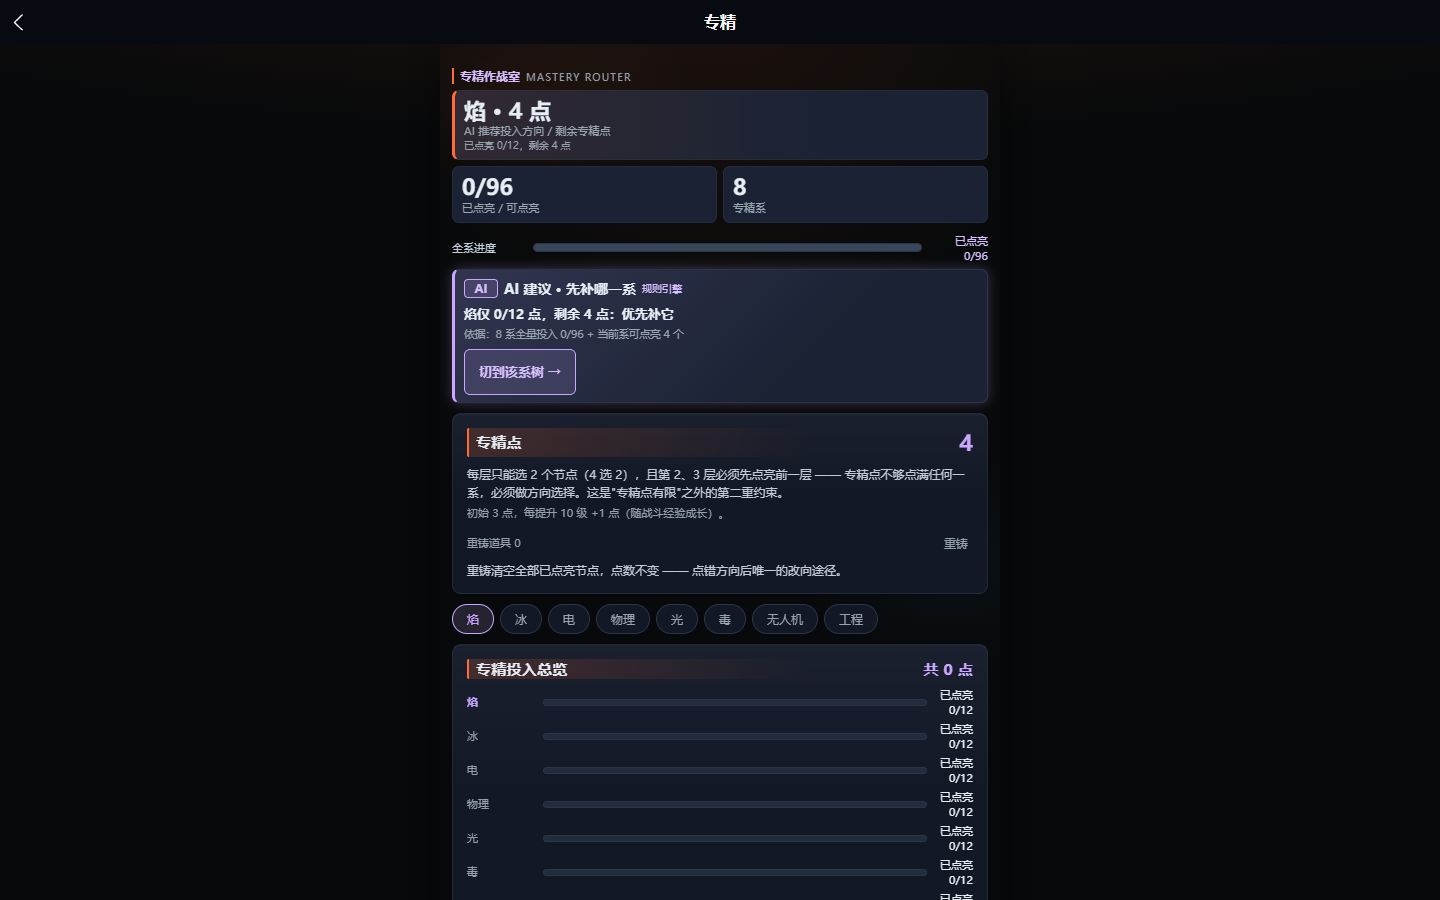 专精
专精作战室 MASTERY ROUTER
焰 • 4 点
AI 推荐投入方向 / 剩余专精点
已点亮 0/12，剩余 4 点
0/96
已点亮 / 可点亮
8
专精系
全系进度
已点亮
0/96
AI AI 建议 • 先补哪一系 规则引擎
焰仅 0/12 点，剩余 4 点：优先补它
依据：8 系全量投入 0/96 + 当前系可点亮 4 个
切到该系树 →
专精点 4
每层只能选 2 个节点（4 选 2），且第 2、3 层必须先点亮前一层 —— 专精点不够点满任何一
系，必须做方向选择。这是"专精点有限"之外的第二重约束。
初始 3 点，每提升 10 级 +1 点（随战斗经验成长）。
重铸道具 0 重铸
重铸清空全部已点亮节点，点数不变 —— 点错方向后唯一的改向途径。
焰 冰 电 物理 光 毒 无人机 工程
专精投入总览 共 0 点
焰
已点亮
0/12
冰
已点亮
0/12
电
已点亮
0/12
物理
已点亮
0/12
光
已点亮
0/12
毒
已点亮
0/12